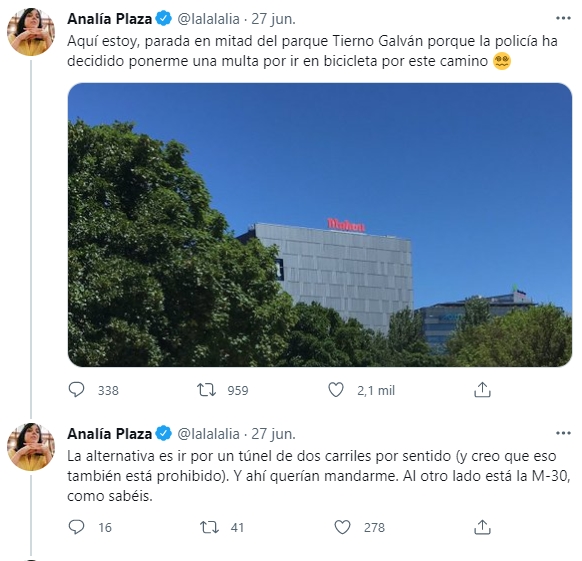 Analía Plaza @lalalalia · 27 jun.
Aquí estoy, parada en mitad del parque Tierno Galván porque la policía ha
decidido ponerme una multa por ir en bicicleta por este camino
Mahou
338 959 2,1 mil
Analía Plaza @lalalalia · 27 jun.
La alternativa es ir por un túnel de dos carriles por sentido (y creo que eso
también está prohibido). Y ahí querían mandarme. Al otro lado está la M-30,
como sabéis.
16 41 278